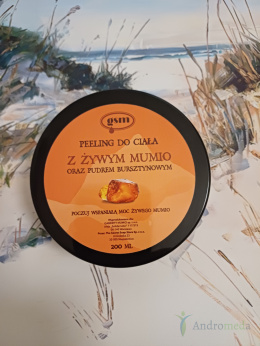 gsm
PEELING DO CIAŁA
Z ŻYWYM MUMIO
ORAZ PUDREM BURSZTYNOWYM
POCZUJ WSPANIAŁĄ MOC ŻYWEGO MUMIO
200 ML
Andromeda